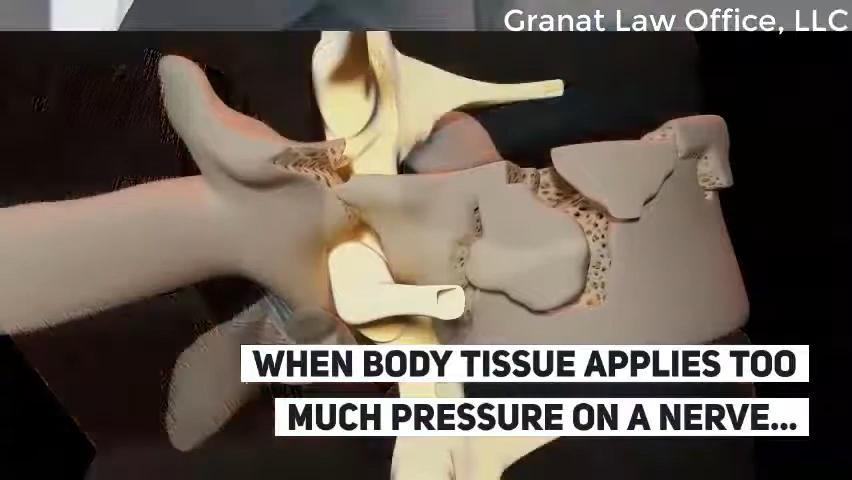 Granat Law Office, LLC
WHEN BODY TISSUE APPLIES TOO
MUCH PRESSURE ON A NERVE...